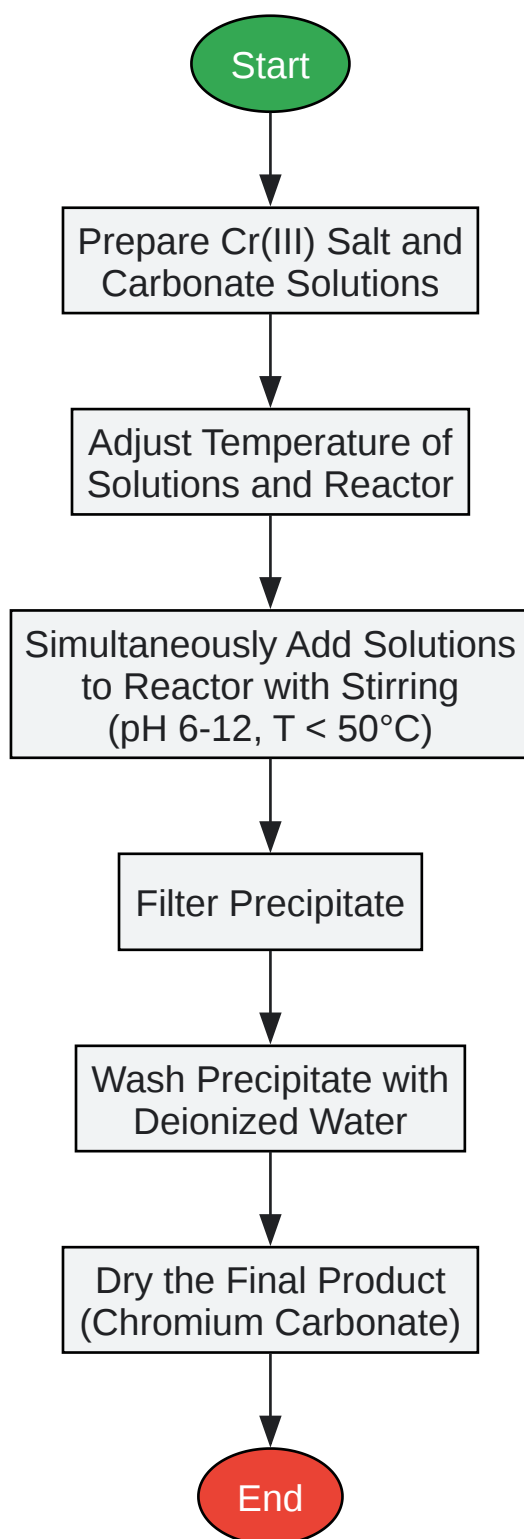 Start
Prepare Cr(III) Salt and
Carbonate Solutions
Adjust Temperature of
Solutions and Reactor
Simultaneously Add Solutions
to Reactor with Stirring
(pH 6-12, T < 50°C)
Filter Precipitate
Wash Precipitate with
Deionized Water
Dry the Final Product
(Chromium Carbonate)
End